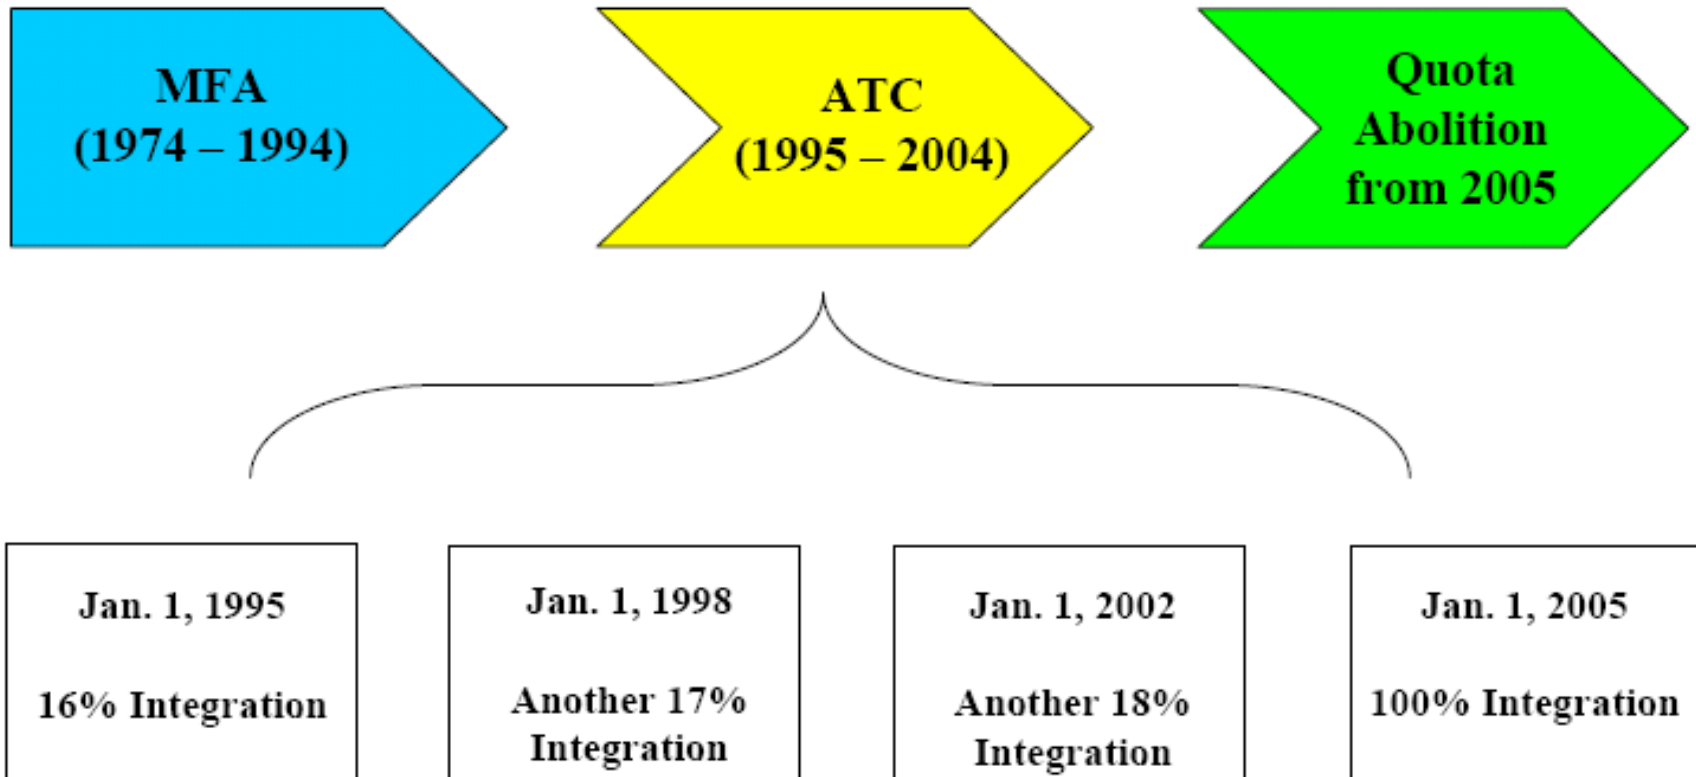 MFA
(1974 – 1994)
ATC
(1995 – 2004)
Quota
Abolition
from 2005
Jan. 1, 1995
16% Integration
Jan. 1, 1998
Another 17%
Integration
Jan. 1, 2002
Another 18%
Integration
Jan. 1, 2005
100% Integration